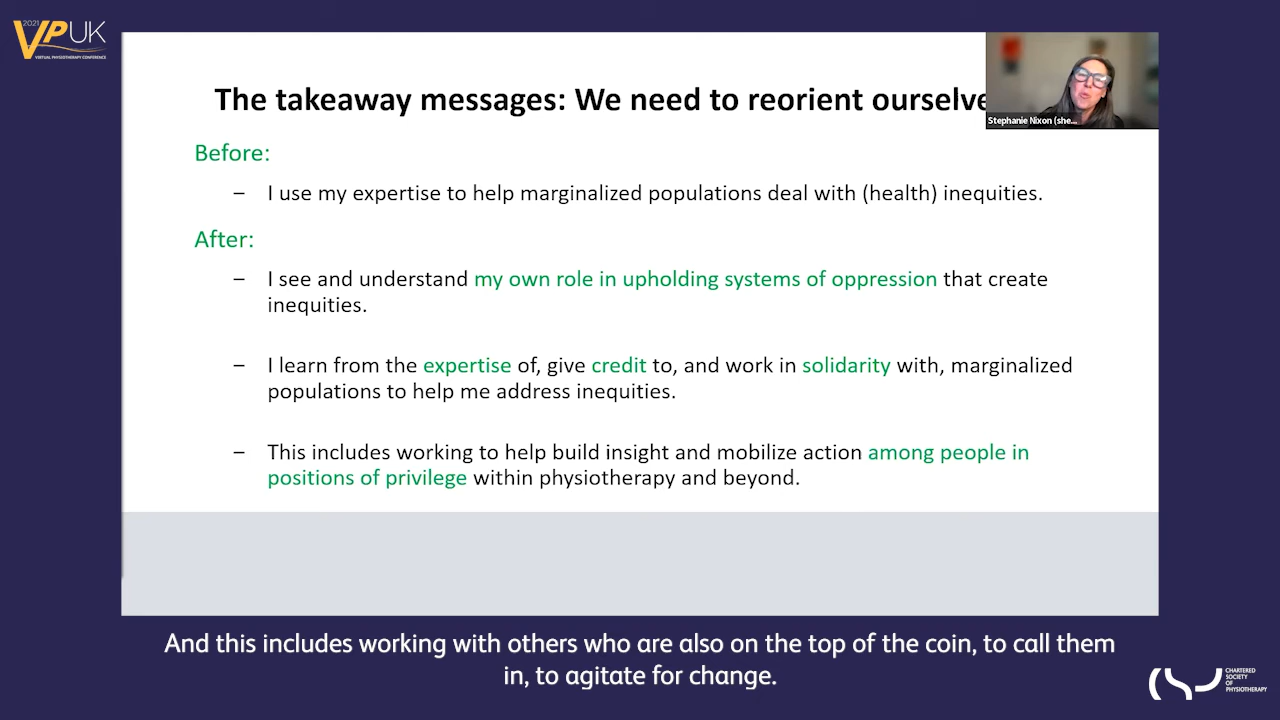 2021
VPUK
VIRTUAL PHYSIOTHERAPY CONFERENCE
The takeaway messages: We need to reorient ourselve
Stephanie Nixon (she...
Before:
– I use my expertise to help marginalized populations deal with (health) inequities.
After:
– I see and understand my own role in upholding systems of oppression that create
inequities.
– I learn from the expertise of, give credit to, and work in solidarity with, marginalized
populations to help me address inequities.
– This includes working to help build insight and mobilize action among people in
positions of privilege within physiotherapy and beyond.
And this includes working with others who are also on the top of the coin, to call them
in, to agitate for change.
CHARTERED
SOCIETY
OF
PHYSIOTHERAPY